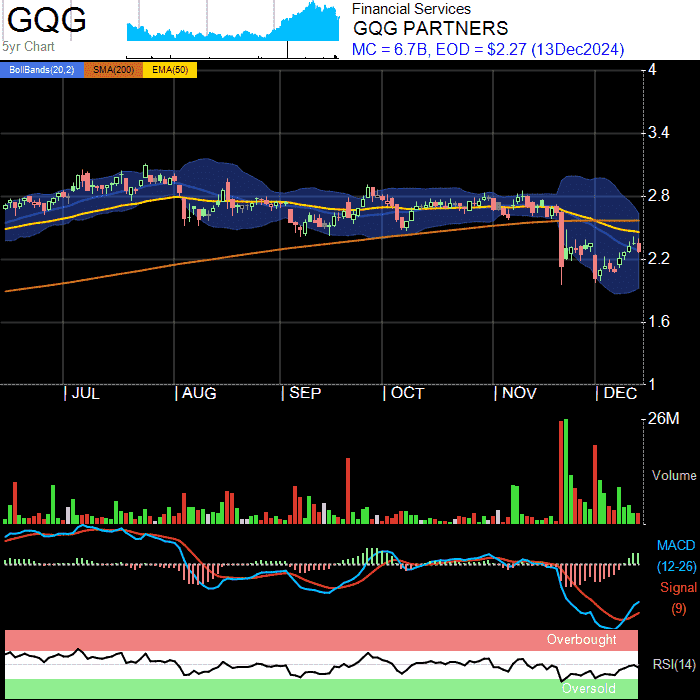 GQG
5yr Chart
Financial Services
GQG PARTNERS
MC = 6.7B, EOD = $2.27 (13Dec2024)
BollBands(20,2) SMA(200) EMA(50)
4
3.4
2.8
2.2
1.6
1
JUL AUG SEP OCT NOV DEC
26M
Volume
MACD
(12-26)
Signal
(9)
Overbought
RSI(14)
Oversold